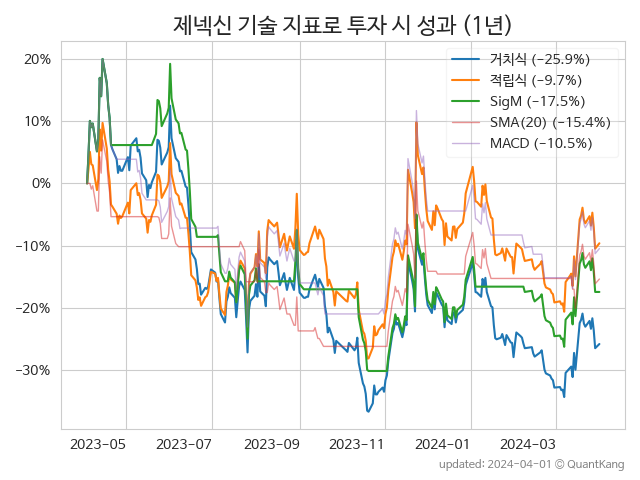 제넥신 기술 지표로 투자 시 성과 (1년)
20%
10%
0%
−10%
−20%
−30%
거치식 (−25.9%)
적립식 (−9.7%)
SigM (−17.5%)
SMA(20) (−15.4%)
MACD (−10.5%)
2023-05
2023-07
2023-09
2023-11
2024-01
2024-03
updated: 2024-04-01 © QuantKang